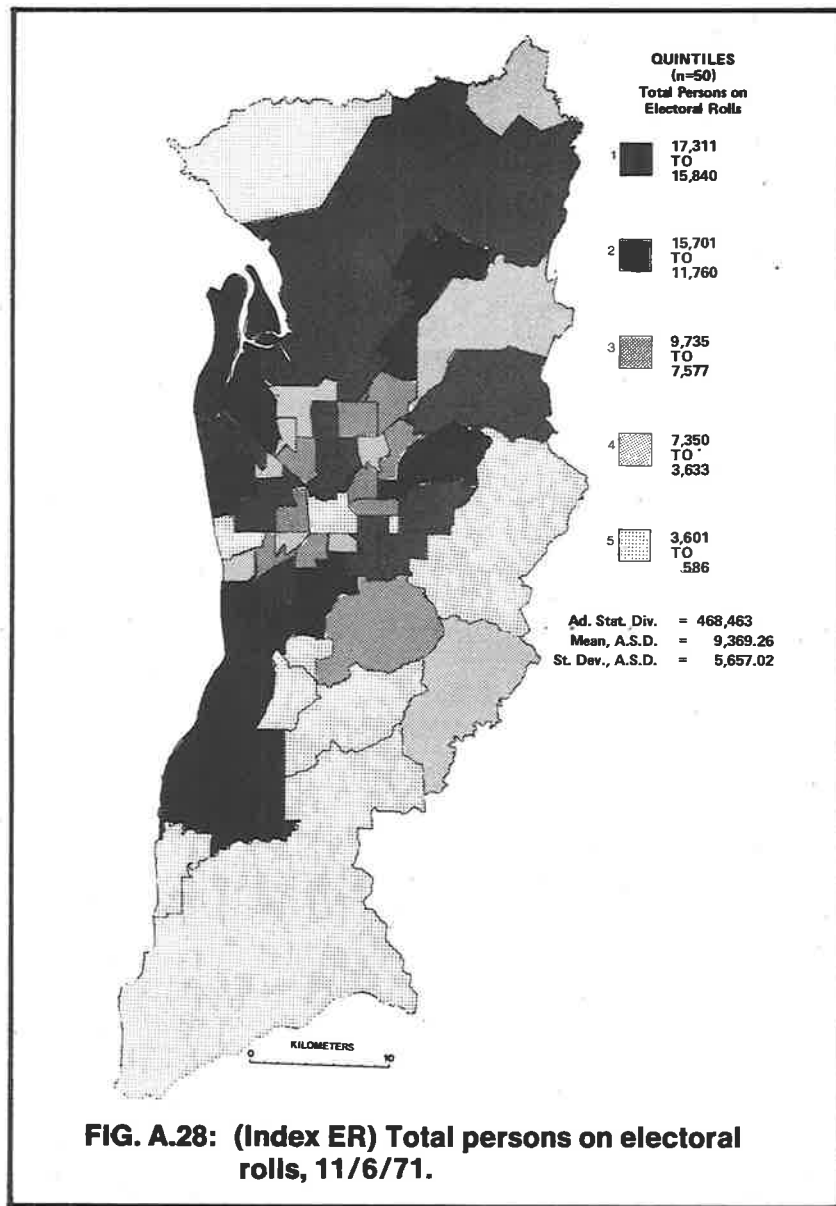 QUINTILES
(n=50)
Total Persons on
Electoral Rolls
1 17,311
TO
15,840
2 15,701
TO
11,760
3 9,735
TO
7,577
4 7,350
TO
3,633
5 3,601
TO
586
Ad. Stat. Div. = 468,463
Mean, A.S.D. = 9,369.26
St. Dev., A.S.D. = 5,657.02
KILOMETERS
0 10
FIG. A.28: (Index ER) Total persons on electoral
rolls, 11/6/71.